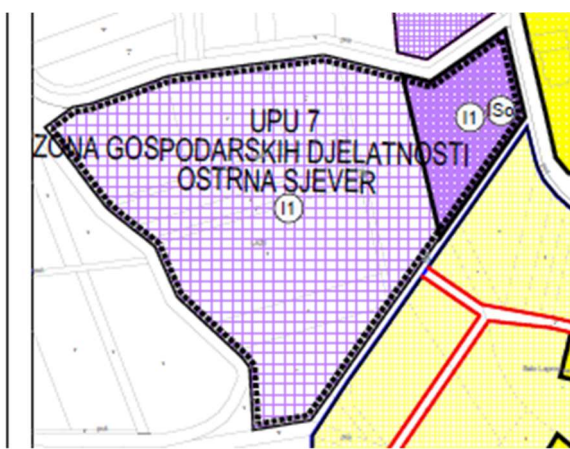 UPU 7
ZONA GOSPODARSKIH DJELATNOSTI
OSTRNA SJEVER
I1
I1
So